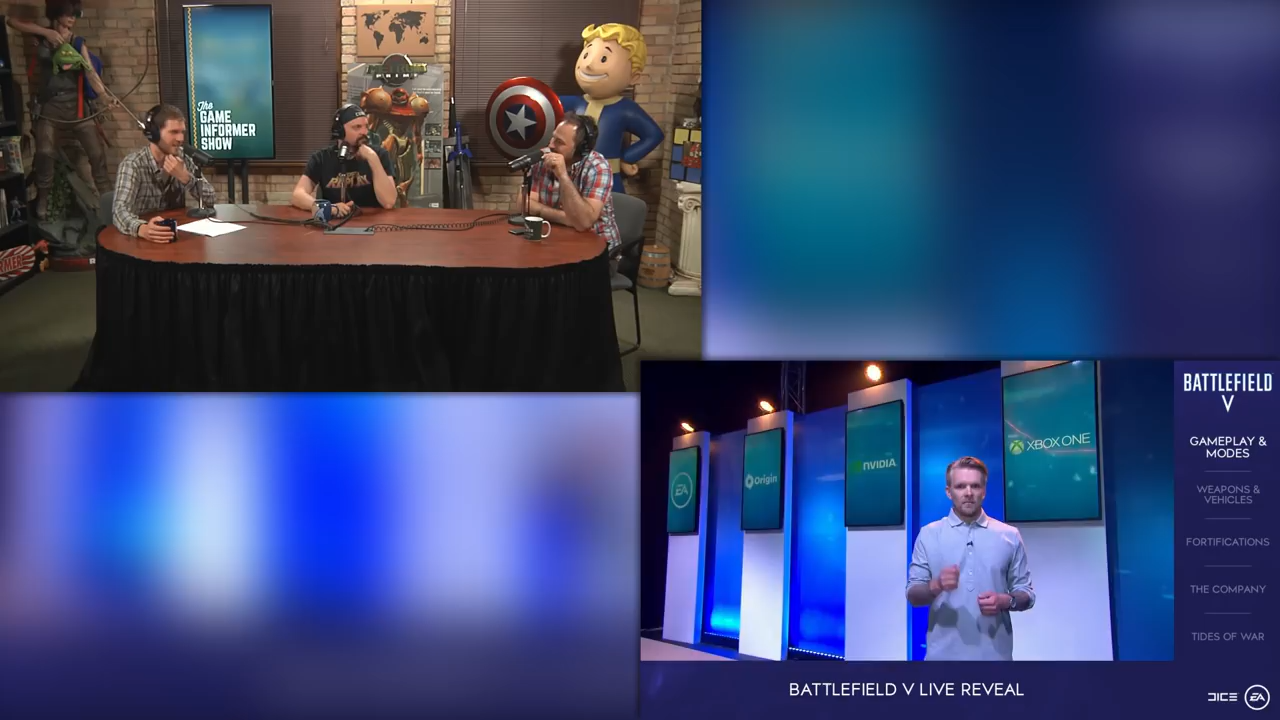 The
GAME
INFORMER
SHOW
PRIME
EA
Origin
NVIDIA
XBOX ONE
BATTLEFIELD
V
GAMEPLAY &
MODES
WEAPONS &
VEHICLES
FORTIFICATIONS
THE COMPANY
TIDES OF WAR
BATTLEFIELD V LIVE REVEAL
DICE EA